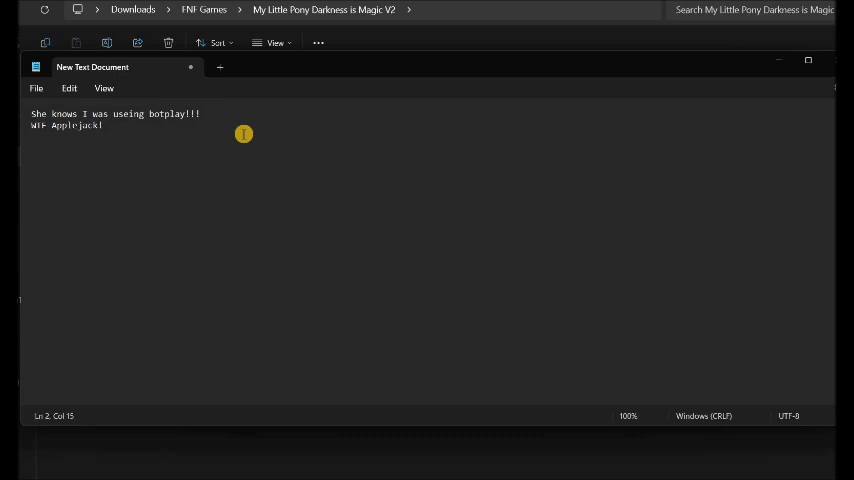 Downloads > FNF Games > My Little Pony Darkness is Magic V2 > Search My Little Pony Darkness is Magic
Sort View
New Text Document
File Edit View
She knows I was useing botplay!!!
WTF Applejack!
Ln 2, Col 15 100% Windows (CRLF) UTF-8